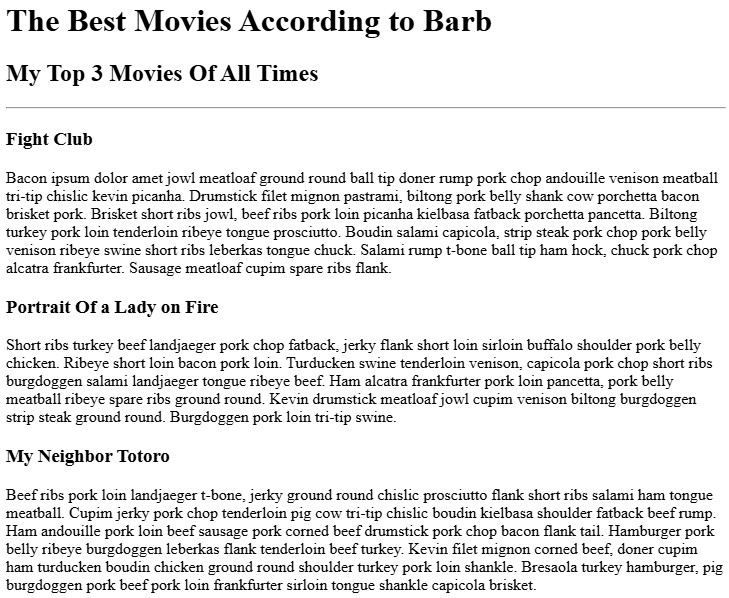 The Best Movies According to Barb
My Top 3 Movies Of All Times
Fight Club
Bacon ipsum dolor amet jowl meatloaf ground round ball tip doner rump pork chop andouille venison meatball
tri-tip chislic kevin picanha. Drumstick filet mignon pastrami, biltong pork belly shank cow porchetta bacon
brisket pork. Brisket short ribs jowl, beef ribs pork loin picanha kielbasa fatback porchetta pancetta. Biltong
turkey pork loin tenderloin ribeye tongue prosciutto. Boudin salami capicola, strip steak pork chop pork belly
venison ribeye swine short ribs leberkas tongue chuck. Salami rump t-bone ball tip ham hock, chuck pork chop
alcatra frankfurter. Sausage meatloaf cupim spare ribs flank.
Portrait Of a Lady on Fire
Short ribs turkey beef landjaeger pork chop fatback, jerky flank short loin sirloin buffalo shoulder pork belly
chicken. Ribeye short loin bacon pork loin. Turducken swine tenderloin venison, capicola pork chop short ribs
burgdoggen salami landjaeger tongue ribeye beef. Ham alcatra frankfurter pork loin pancetta, pork belly
meatball ribeye spare ribs ground round. Kevin drumstick meatloaf jowl cupim venison biltong burgdoggen
strip steak ground round. Burgdoggen pork loin tri-tip swine.
My Neighbor Totoro
Beef ribs pork loin landjaeger t-bone, jerky ground round chislic prosciutto flank short ribs salami ham tongue
meatball. Cupim jerky pork chop tenderloin pig cow tri-tip chislic boudin kielbasa shoulder fatback beef rump.
Ham andouille pork loin beef sausage pork corned beef drumstick pork chop bacon flank tail. Hamburger pork
belly ribeye burgdoggen leberkas flank tenderloin beef turkey. Kevin filet mignon corned beef, doner cupim
ham turducken boudin chicken ground round shoulder turkey pork loin shankle. Bresaola turkey hamburger, pig
burgdoggen pork beef pork loin frankfurter sirloin tongue shankle capicola brisket.